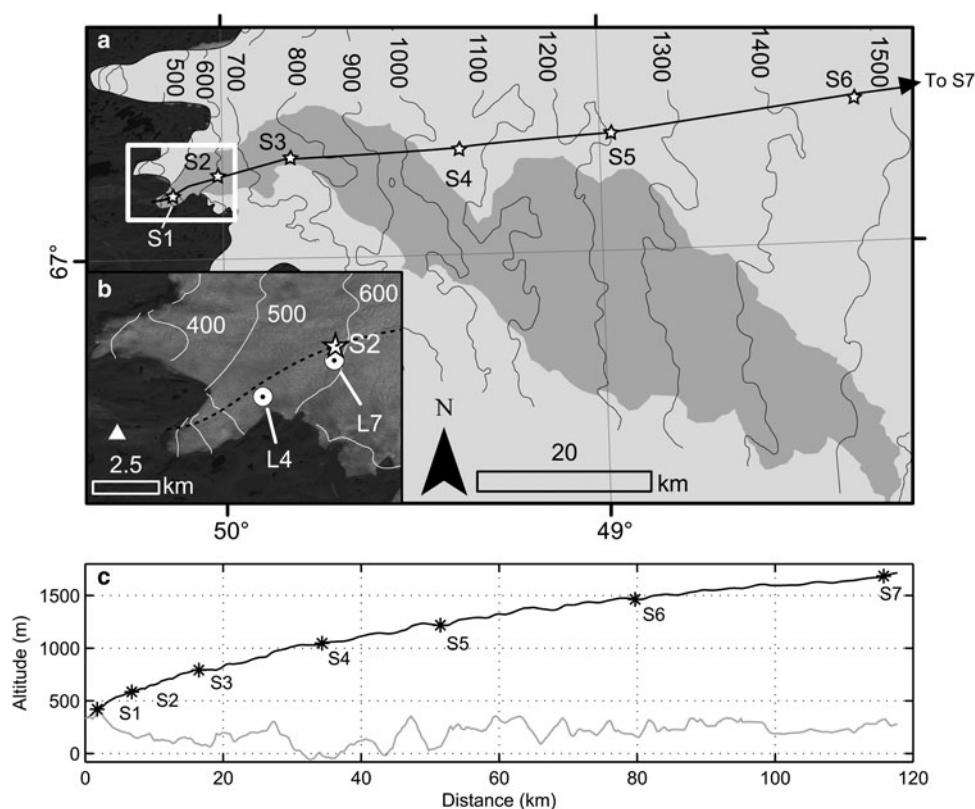 a
500 600 700 800 900 1000 1100 1200 1300 1400 1500
S6
To S7
S5
S4
S3
S2
S1
67°
b
400 500 600
S2
L7
L4
2.5
km
N
20
km
50° 49°
c
Altitude (m)
1500
1000
500
0
S1 S2 S3 S4 S5 S6 S7
0 20 40 60 80 100 120
Distance (km)